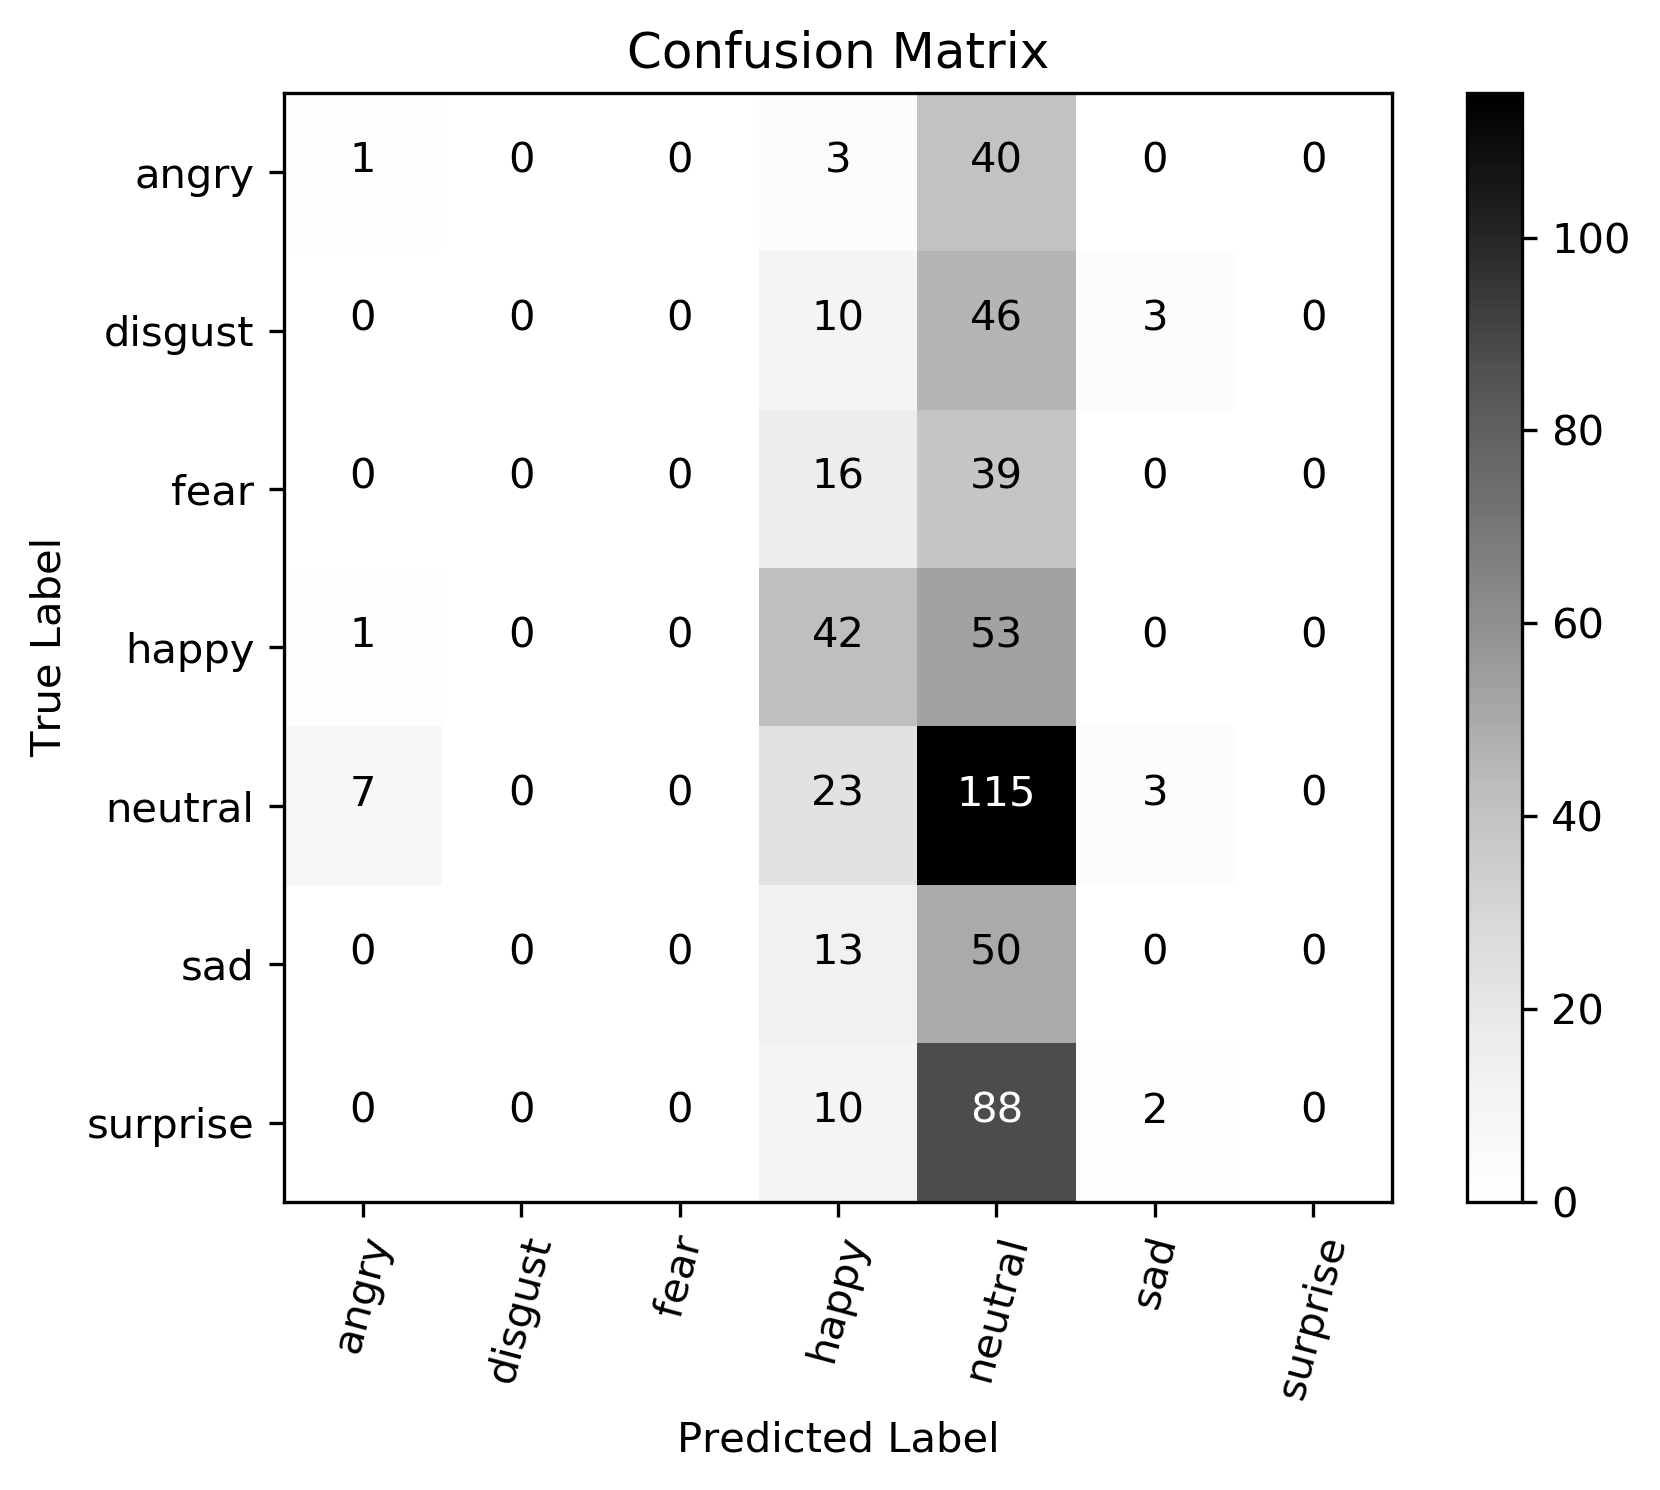 Confusion Matrix
angry 1 0 0 3 40 0 0
disgust 0 0 0 10 46 3 0
fear 0 0 0 16 39 0 0
happy 1 0 0 42 53 0 0
neutral 7 0 0 23 115 3 0
sad 0 0 0 13 50 0 0
surprise 0 0 0 10 88 2 0
angry disgust fear happy neutral sad surprise
Predicted Label
True Label
100
80
60
40
20
0